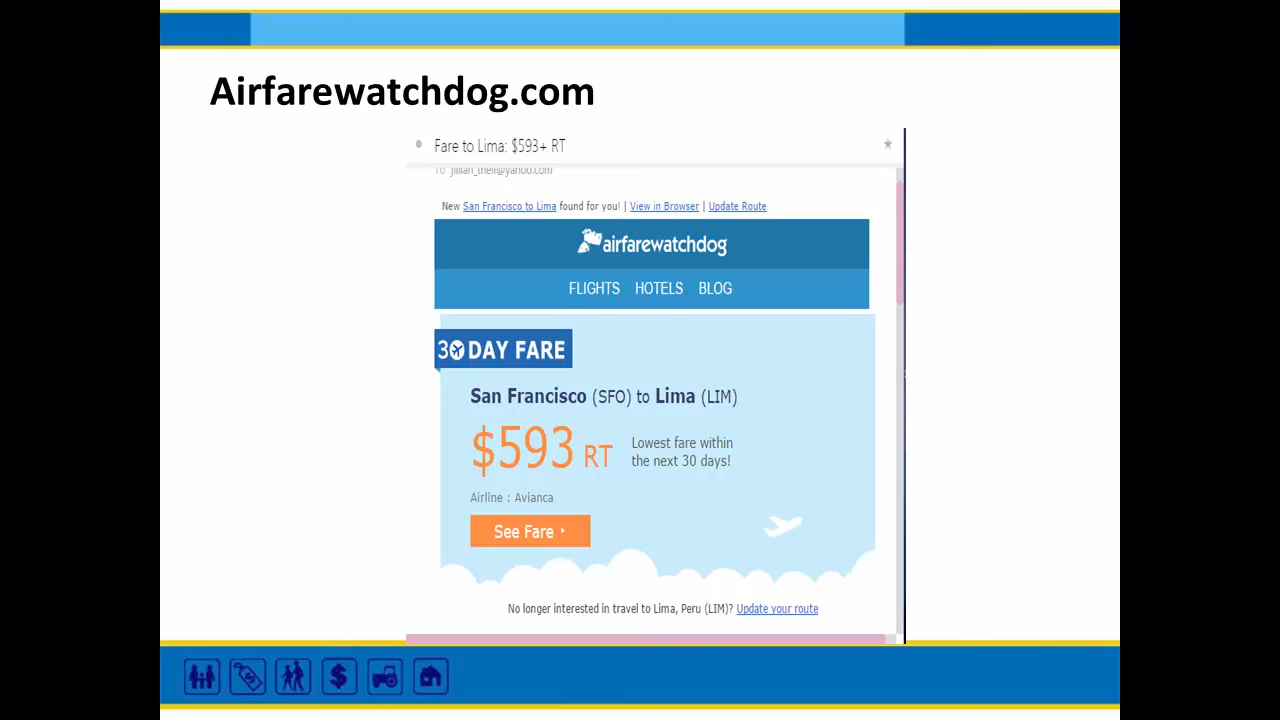 Airfarewatchdog.com
Fare to Lima: $593+ RT
To
New San Francisco to Lima found for you! | View in Browser | Update Route
airfarewatchdog
FLIGHTS HOTELS BLOG
30 DAY FARE
San Francisco (SFO) to Lima (LIM)
$593 RT
Lowest fare within
the next 30 days!
Airline : Avianca
See Fare
No longer interested in travel to Lima, Peru (LIM)? Update your route